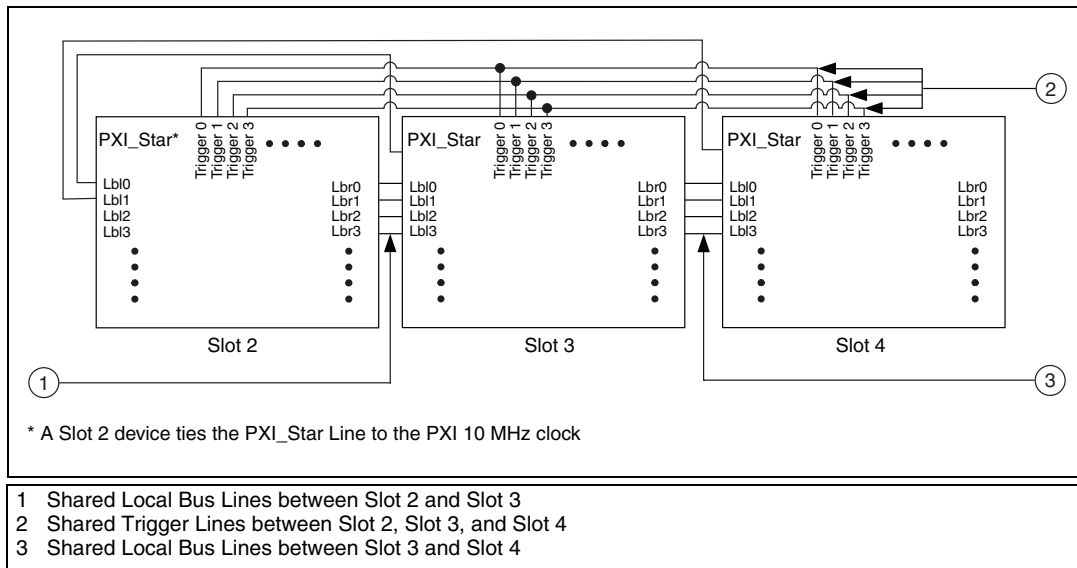 2
PXI_Star*
Trigger 0
Trigger 1
Trigger 2
Trigger 3
PXI_Star
Trigger 0
Trigger 1
Trigger 2
Trigger 3
PXI_Star
Trigger 0
Trigger 1
Trigger 2
Trigger 3
Lbl0
Lbl1
Lbl2
Lbl3
Lbr0
Lbr1
Lbr2
Lbr3
Lbl0
Lbl1
Lbl2
Lbl3
Lbr0
Lbr1
Lbr2
Lbr3
Lbl0
Lbl1
Lbl2
Lbl3
Lbr0
Lbr1
Lbr2
Lbr3
Slot 2
Slot 3
Slot 4
1
3
* A Slot 2 device ties the PXI_Star Line to the PXI 10 MHz clock
1 Shared Local Bus Lines between Slot 2 and Slot 3
2 Shared Trigger Lines between Slot 2, Slot 3, and Slot 4
3 Shared Local Bus Lines between Slot 3 and Slot 4